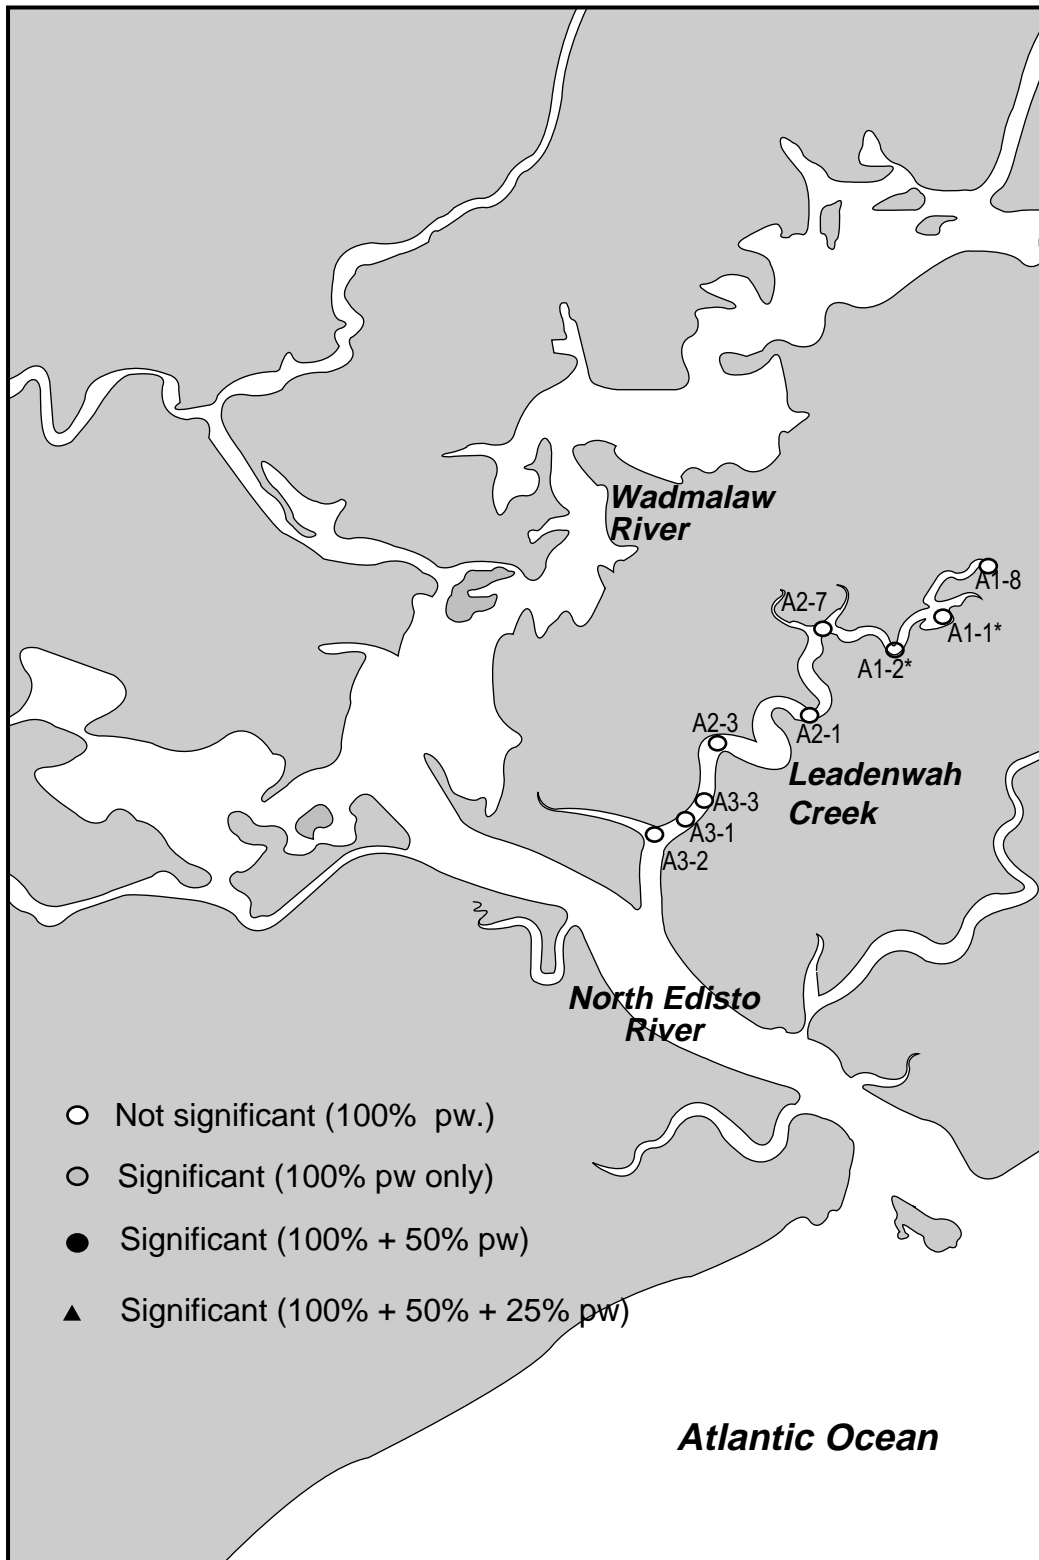 Wadmalaw
River
A1-8
A2-7
A1-1*
A1-2*
A2-3
A2-1
Leadenwah
Creek
A3-3
A3-1
A3-2
North Edisto
River
Not significant (100% pw.)
Significant (100% pw only)
Significant (100% + 50% pw)
Significant (100% + 50% + 25% pw)
Atlantic Ocean